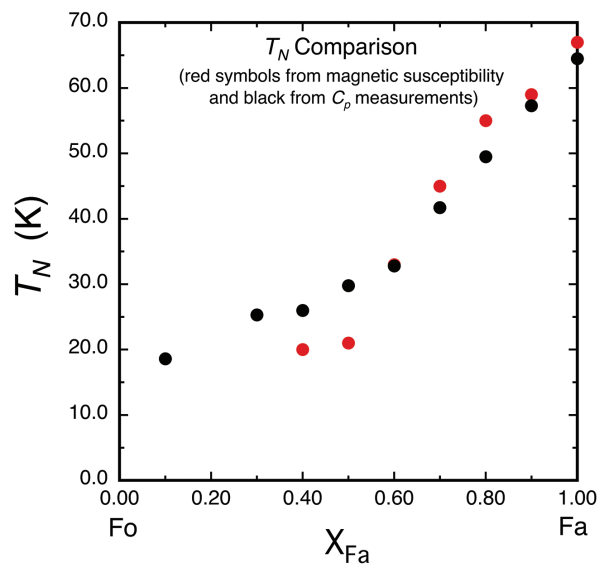 70.0
60.0
50.0
40.0
30.0
20.0
10.0
0.0
T_N (K)
T_N Comparison
(red symbols from magnetic susceptibility
and black from C_p measurements)
0.00 0.20 0.40 0.60 0.80 1.00
Fo Fa
X_Fa